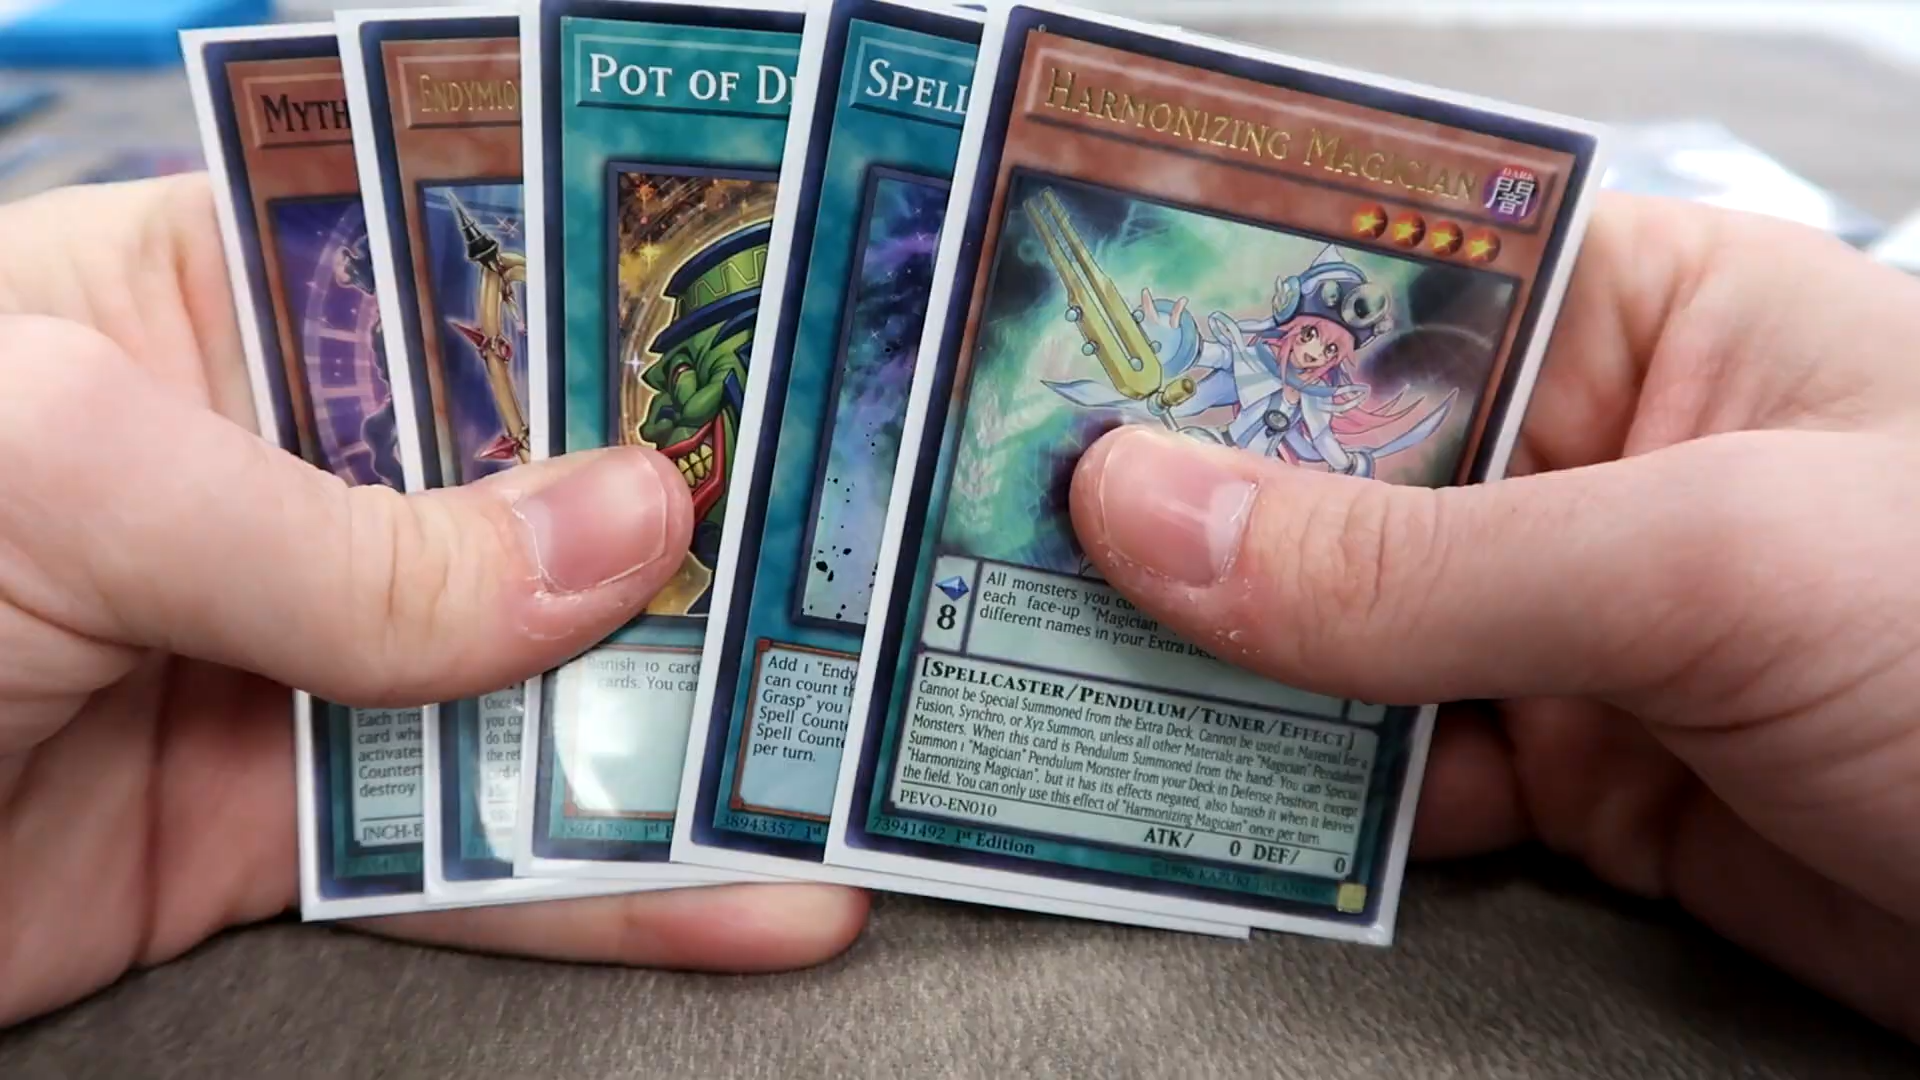 MYTH
Each tim
card whi
activates
Counter
destroy
INCH-E
ENDYMIO
Once
you co
do tha
the ret
POT OF DE
Banish 10 card
cards. You can
1st E
SPELL
Add 1 "Endy
can count th
Grasp" you
Spell Counte
Spell Counte
per turn.
38943357 1st
HARMONIZING MAGICIAN
DARK
闇
8
All monsters you co
each face-up "Magician
different names in your Extra Dec
[SPELLCASTER/PENDULUM/TUNER/EFFECT]
Cannot be Special Summoned from the Extra Deck. Cannot be used as Material for a
Fusion, Synchro, or Xyz Summon, unless all other Materials are "Magician" Pendulum
Monsters. When this card is Pendulum Summoned from the hand: You can Special
Summon 1 "Magician" Pendulum Monster from your Deck in Defense Position, except
"Harmonizing Magician", but it has its effects negated, also banish it when it leaves
the field. You can only use this effect of "Harmonizing Magician" once per turn.
PEVO-EN010
ATK/ 0 DEF/ 0
73941492 1st Edition
©1996 KAZUKI TAKAHASHI